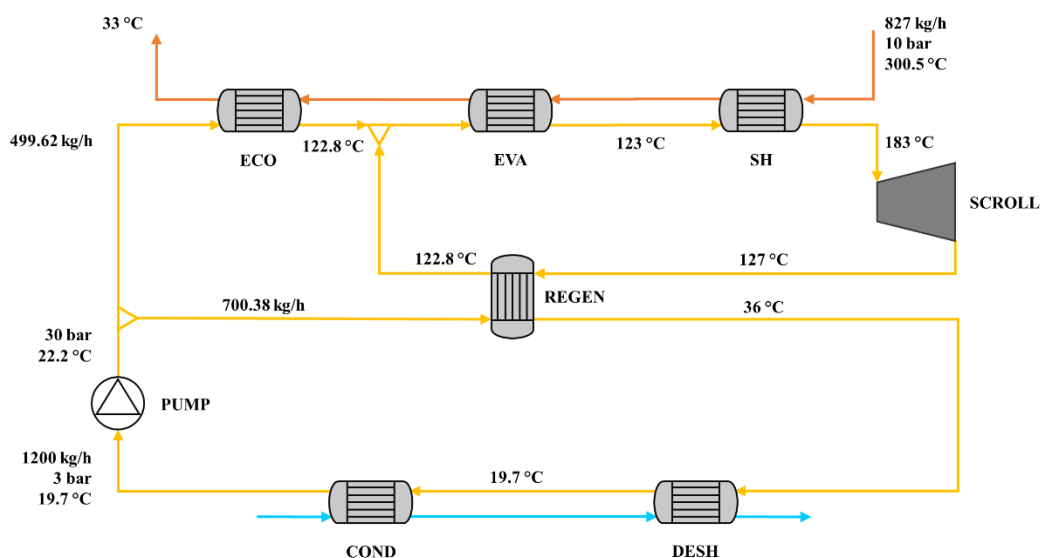 33 °C
827 kg/h
10 bar
300.5 °C
499.62 kg/h
ECO
122.8 °C
EVA
123 °C
SH
183 °C
SCROLL
122.8 °C
127 °C
REGEN
700.38 kg/h
36 °C
30 bar
22.2 °C
PUMP
1200 kg/h
3 bar
19.7 °C
19.7 °C
COND
DESH